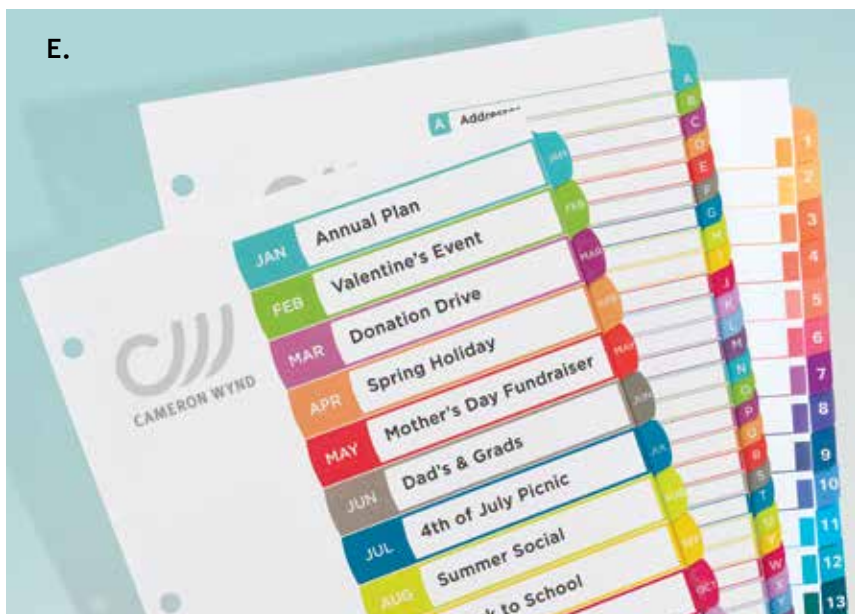 E.
A Addresses
JAN Annual Plan JAN
FEB Valentine's Event FEB
MAR Donation Drive MAR
APR Spring Holiday APR
MAY Mother's Day Fundraiser MAY
JUN Dad's & Grads JUN
JUL 4th of July Picnic JUL
AUG Summer Social AUG
to School
OCT
CAMERON WYND
A
B
C
D
E
F
G
H
I
J
K
L
M
N
O
P
Q
R
S
T
U
W
X
1
2
3
4
5
6
7
8
9
10
11
12
13